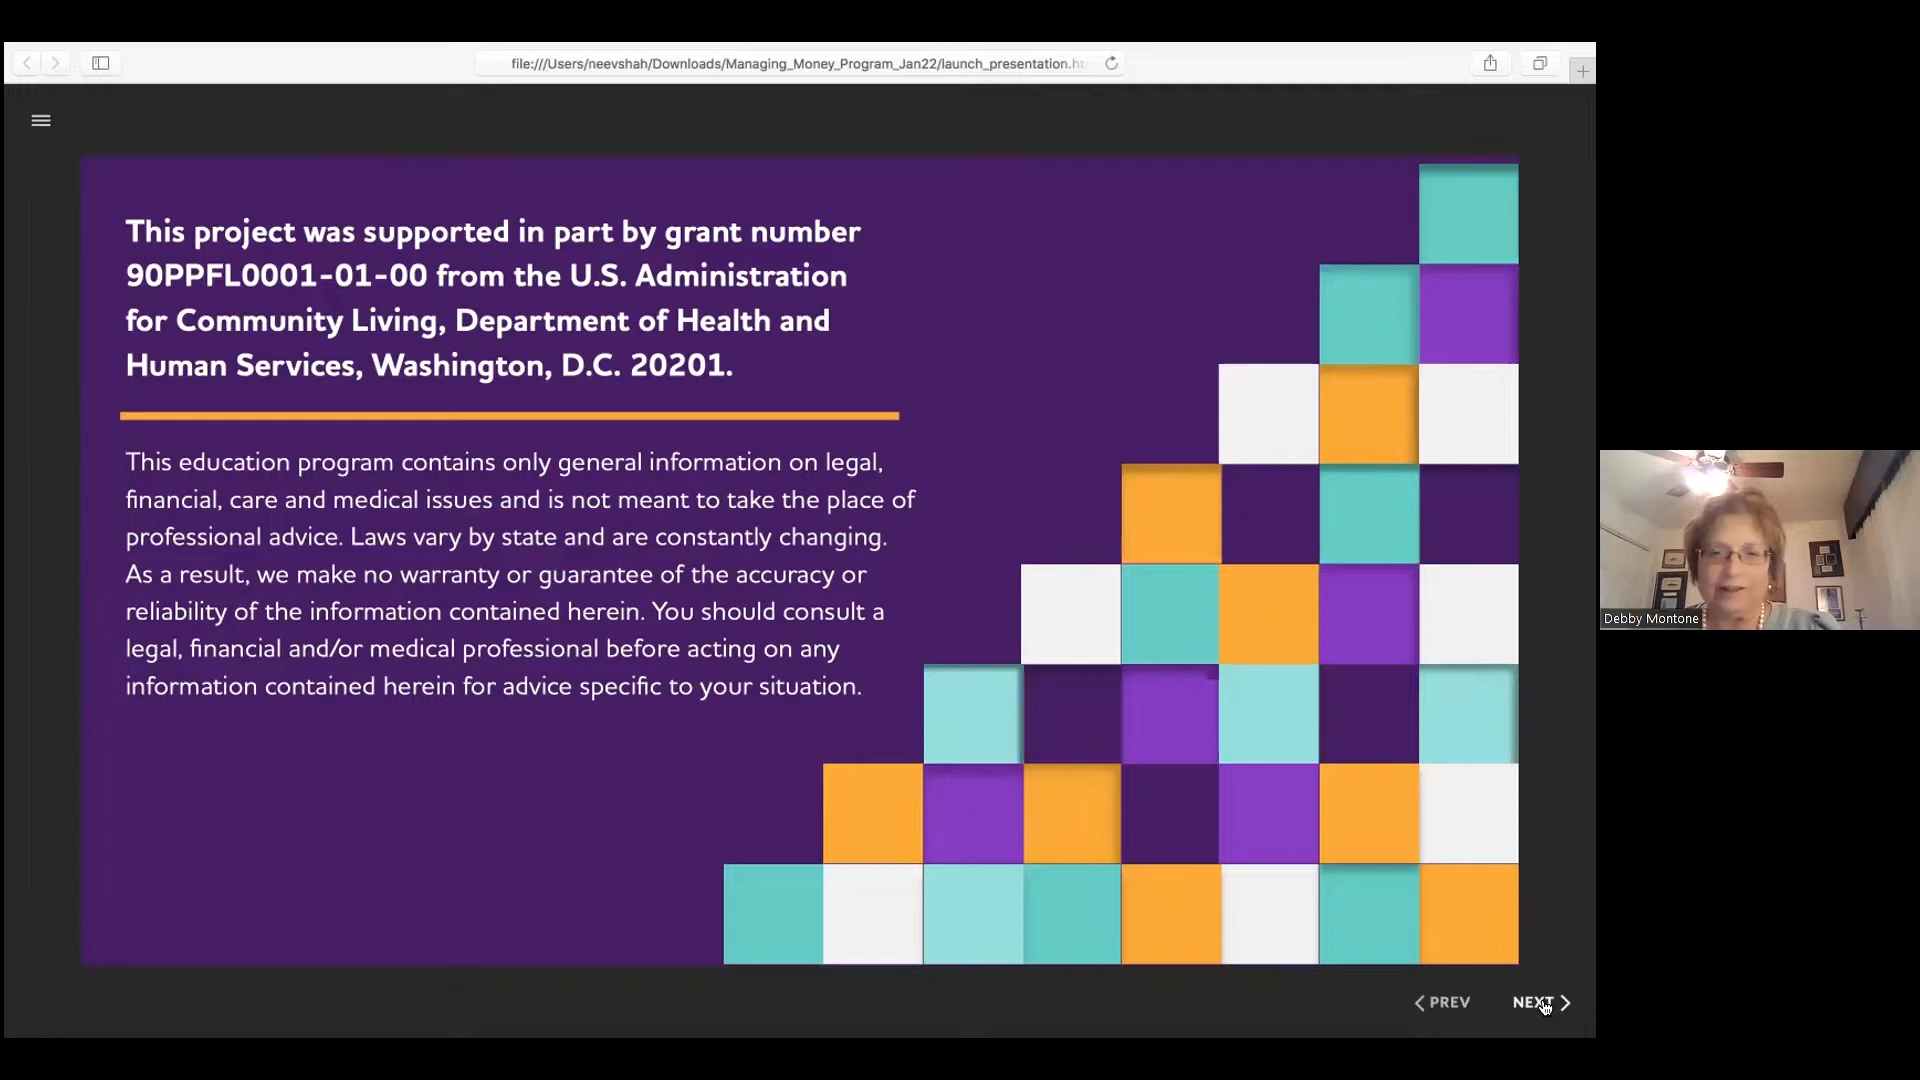 file:///Users/neevshah/Downloads/Managing_Money_Program_Jan22/launch_presentation.ht
This project was supported in part by grant number
90PPFL0001-01-00 from the U.S. Administration
for Community Living, Department of Health and
Human Services, Washington, D.C. 20201.
This education program contains only general information on legal,
financial, care and medical issues and is not meant to take the place of
professional advice. Laws vary by state and are constantly changing.
As a result, we make no warranty or guarantee of the accuracy or
reliability of the information contained herein. You should consult a
legal, financial and/or medical professional before acting on any
information contained herein for advice specific to your situation.
Debby Montone
PREV
NEXT